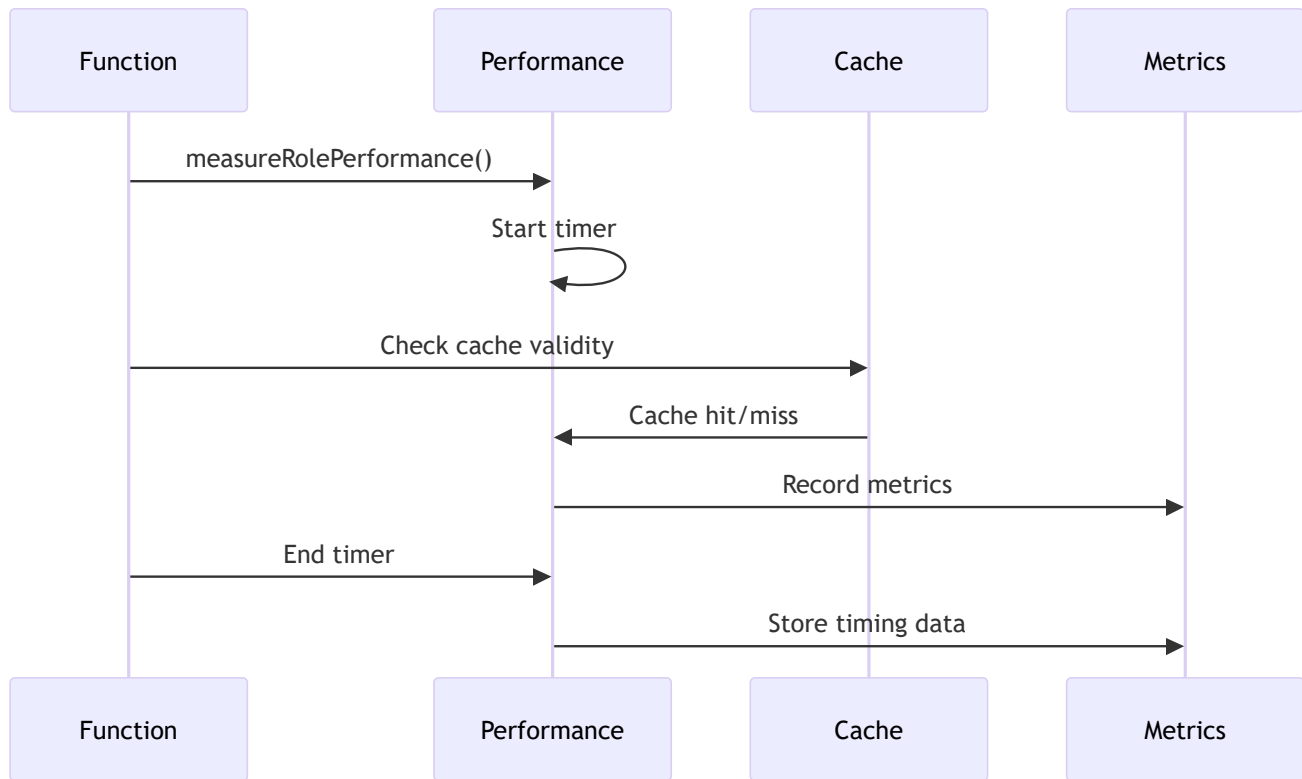 Function
Performance
Cache
Metrics
measureRolePerformance()
Start timer
Check cache validity
Cache hit/miss
Record metrics
End timer
Store timing data
Function
Performance
Cache
Metrics